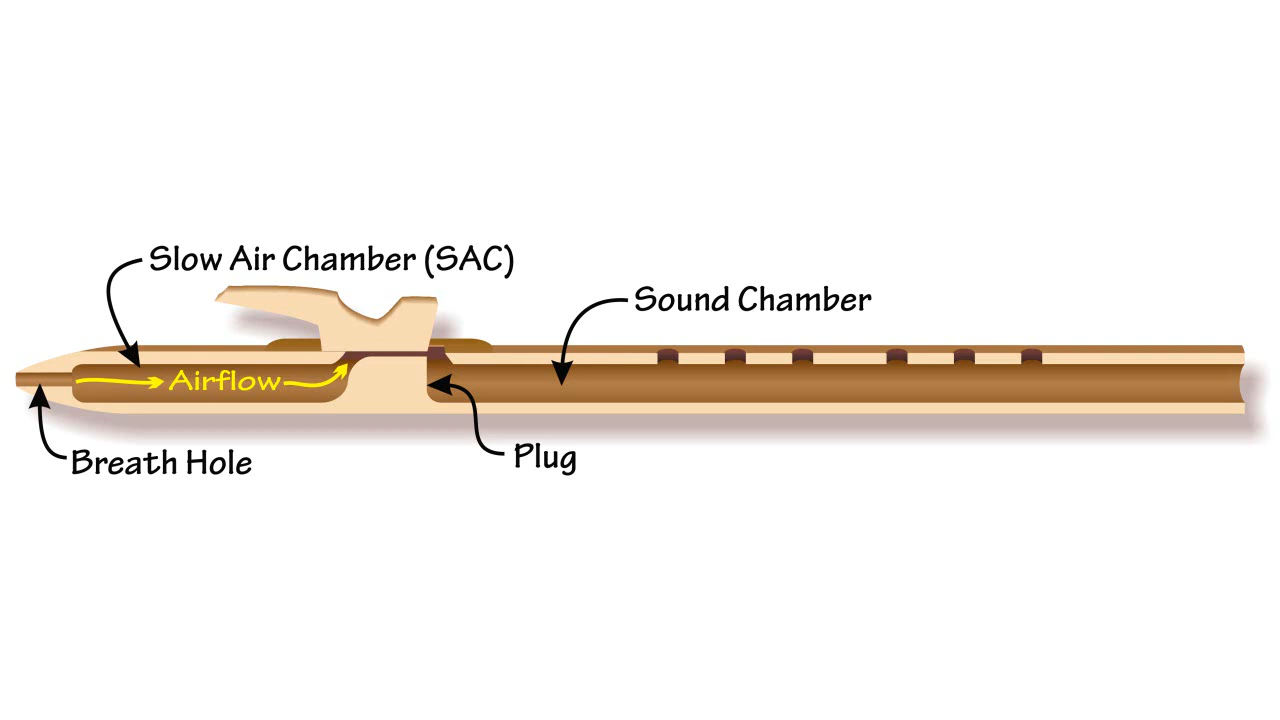 Slow Air Chamber (SAC)
Sound Chamber
Airflow
Plug
Breath Hole